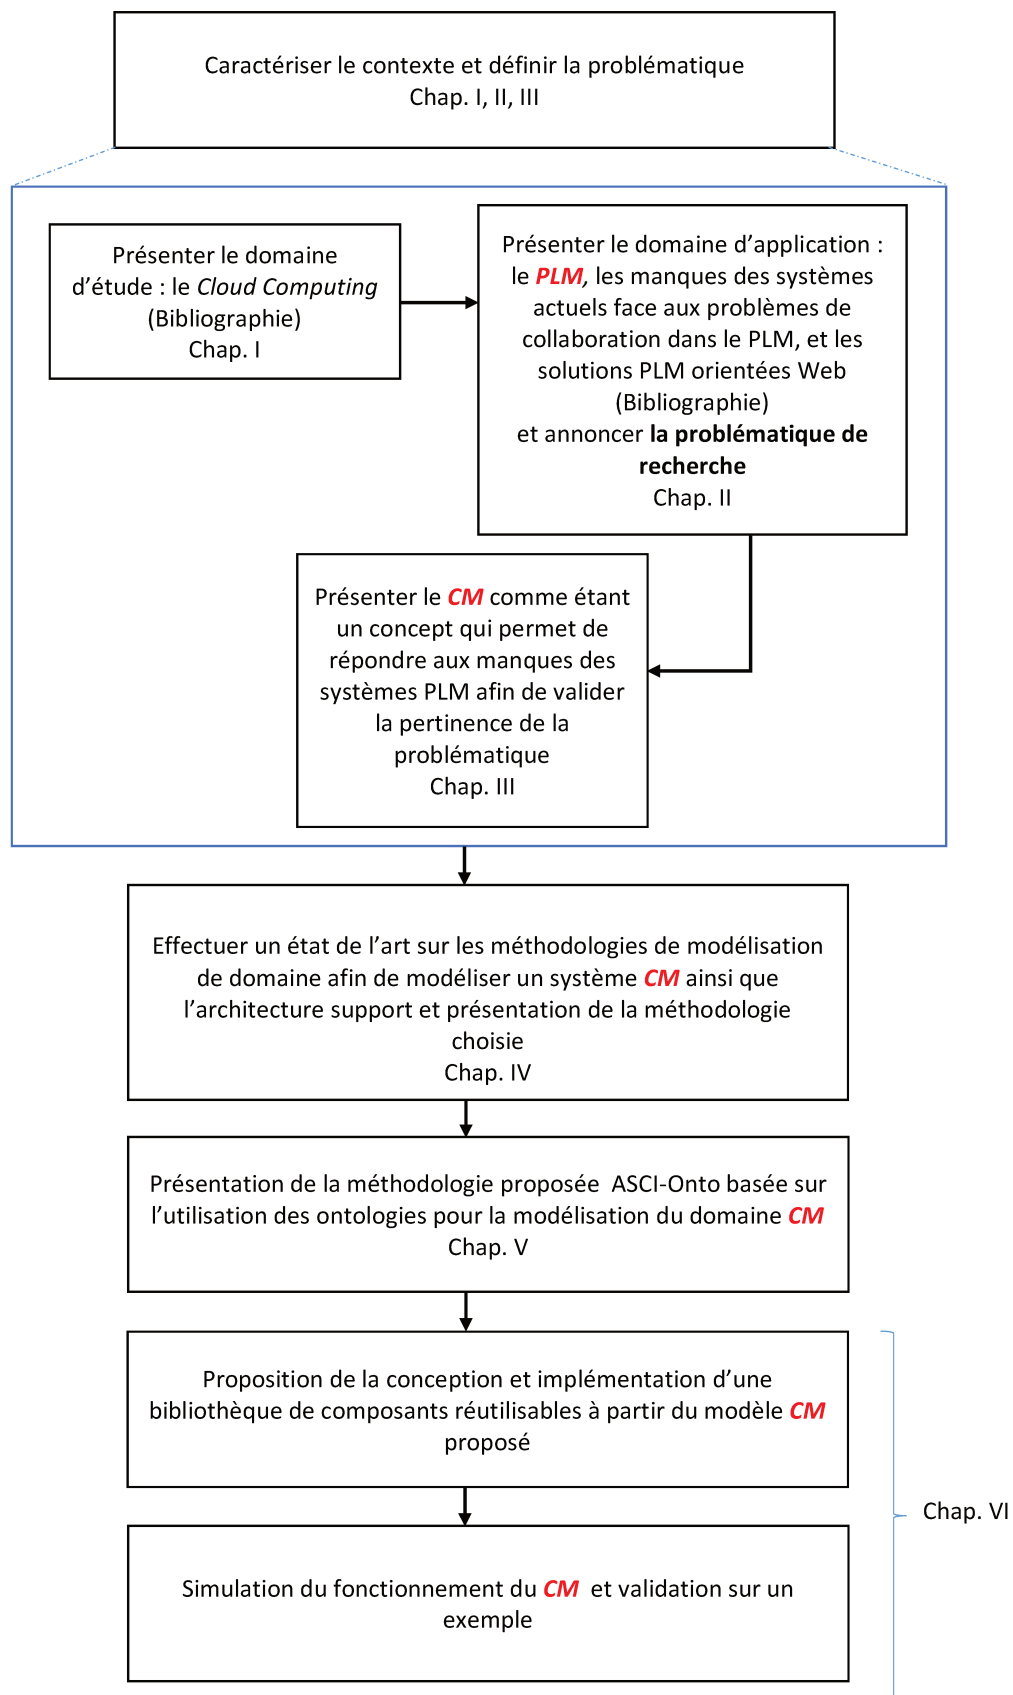 Caractériser le contexte et définir la problématique
Chap. I, II, III
Présenter le domaine
d’étude : le Cloud Computing
(Bibliographie)
Chap. I
Présenter le domaine d’application :
le PLM, les manques des systèmes
actuels face aux problèmes de
collaboration dans le PLM, et les
solutions PLM orientées Web
(Bibliographie)
et annoncer la problématique de
recherche
Chap. II
Présenter le CM comme étant
un concept qui permet de
répondre aux manques des
systèmes PLM afin de valider
la pertinence de la
problématique
Chap. III
Effectuer un état de l’art sur les méthodologies de modélisation
de domaine afin de modéliser un système CM ainsi que
l’architecture support et présentation de la méthodologie
choisie
Chap. IV
Présentation de la méthodologie proposée ASCI-Onto basée sur
l’utilisation des ontologies pour la modélisation du domaine CM
Chap. V
Proposition de la conception et implémentation d’une
bibliothèque de composants réutilisables à partir du modèle CM
proposé
Chap. VI
Simulation du fonctionnement du CM et validation sur un
exemple